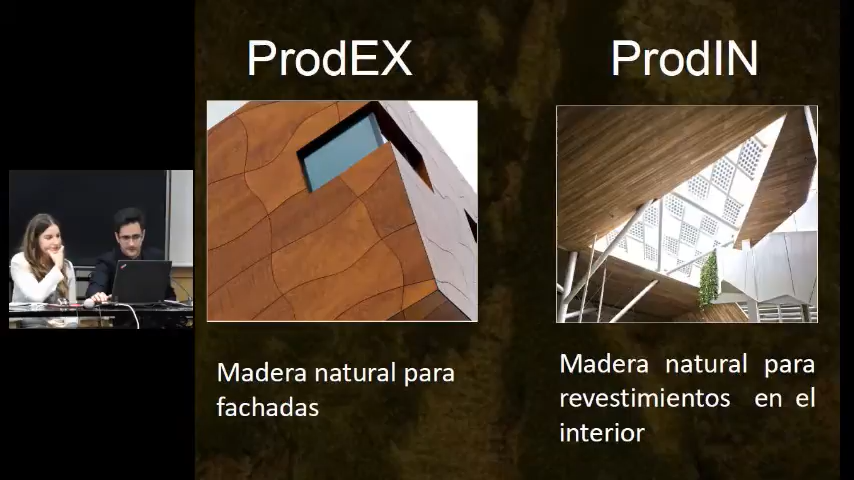 ProdEX
ProdIN
Madera natural para
fachadas
Madera natural para
revestimientos en el
interior